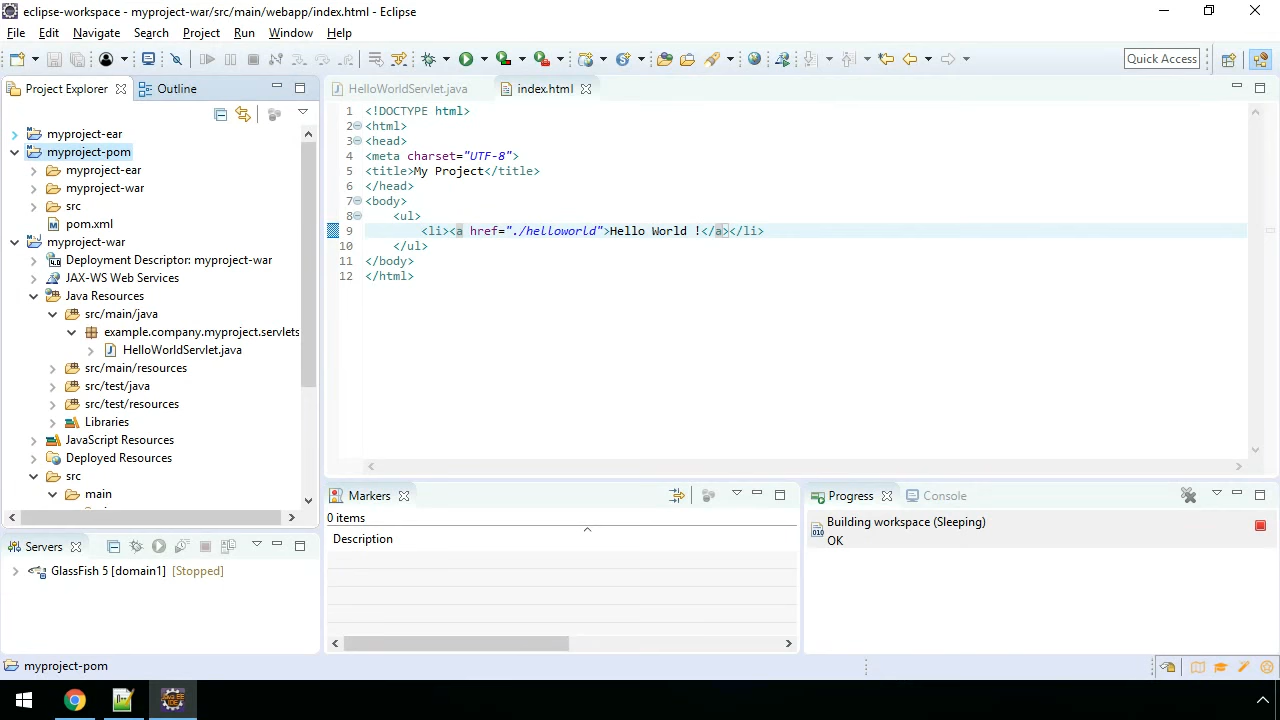 eclipse-workspace - myproject-war/src/main/webapp/index.html - Eclipse
File Edit Navigate Search Project Run Window Help
Quick Access
Project Explorer Outline
HelloWorldServlet.java index.html
myproject-ear
myproject-pom
myproject-ear
myproject-war
src
pom.xml
myproject-war
Deployment Descriptor: myproject-war
JAX-WS Web Services
Java Resources
src/main/java
example.company.myproject.servlets
HelloWorldServlet.java
src/main/resources
src/test/java
src/test/resources
Libraries
JavaScript Resources
Deployed Resources
src
main
1 <!DOCTYPE html>
2 <html>
3 <head>
4 <meta charset="UTF-8">
5 <title>My Project</title>
6 </head>
7 <body>
8 <ul>
9 <li><a href="./helloworld">Hello World !</a></li>
10 </ul>
11 </body>
12 </html>
Servers
GlassFish 5 [domain1] [Stopped]
Markers
0 items
Description
Progress Console
Building workspace (Sleeping)
OK
myproject-pom